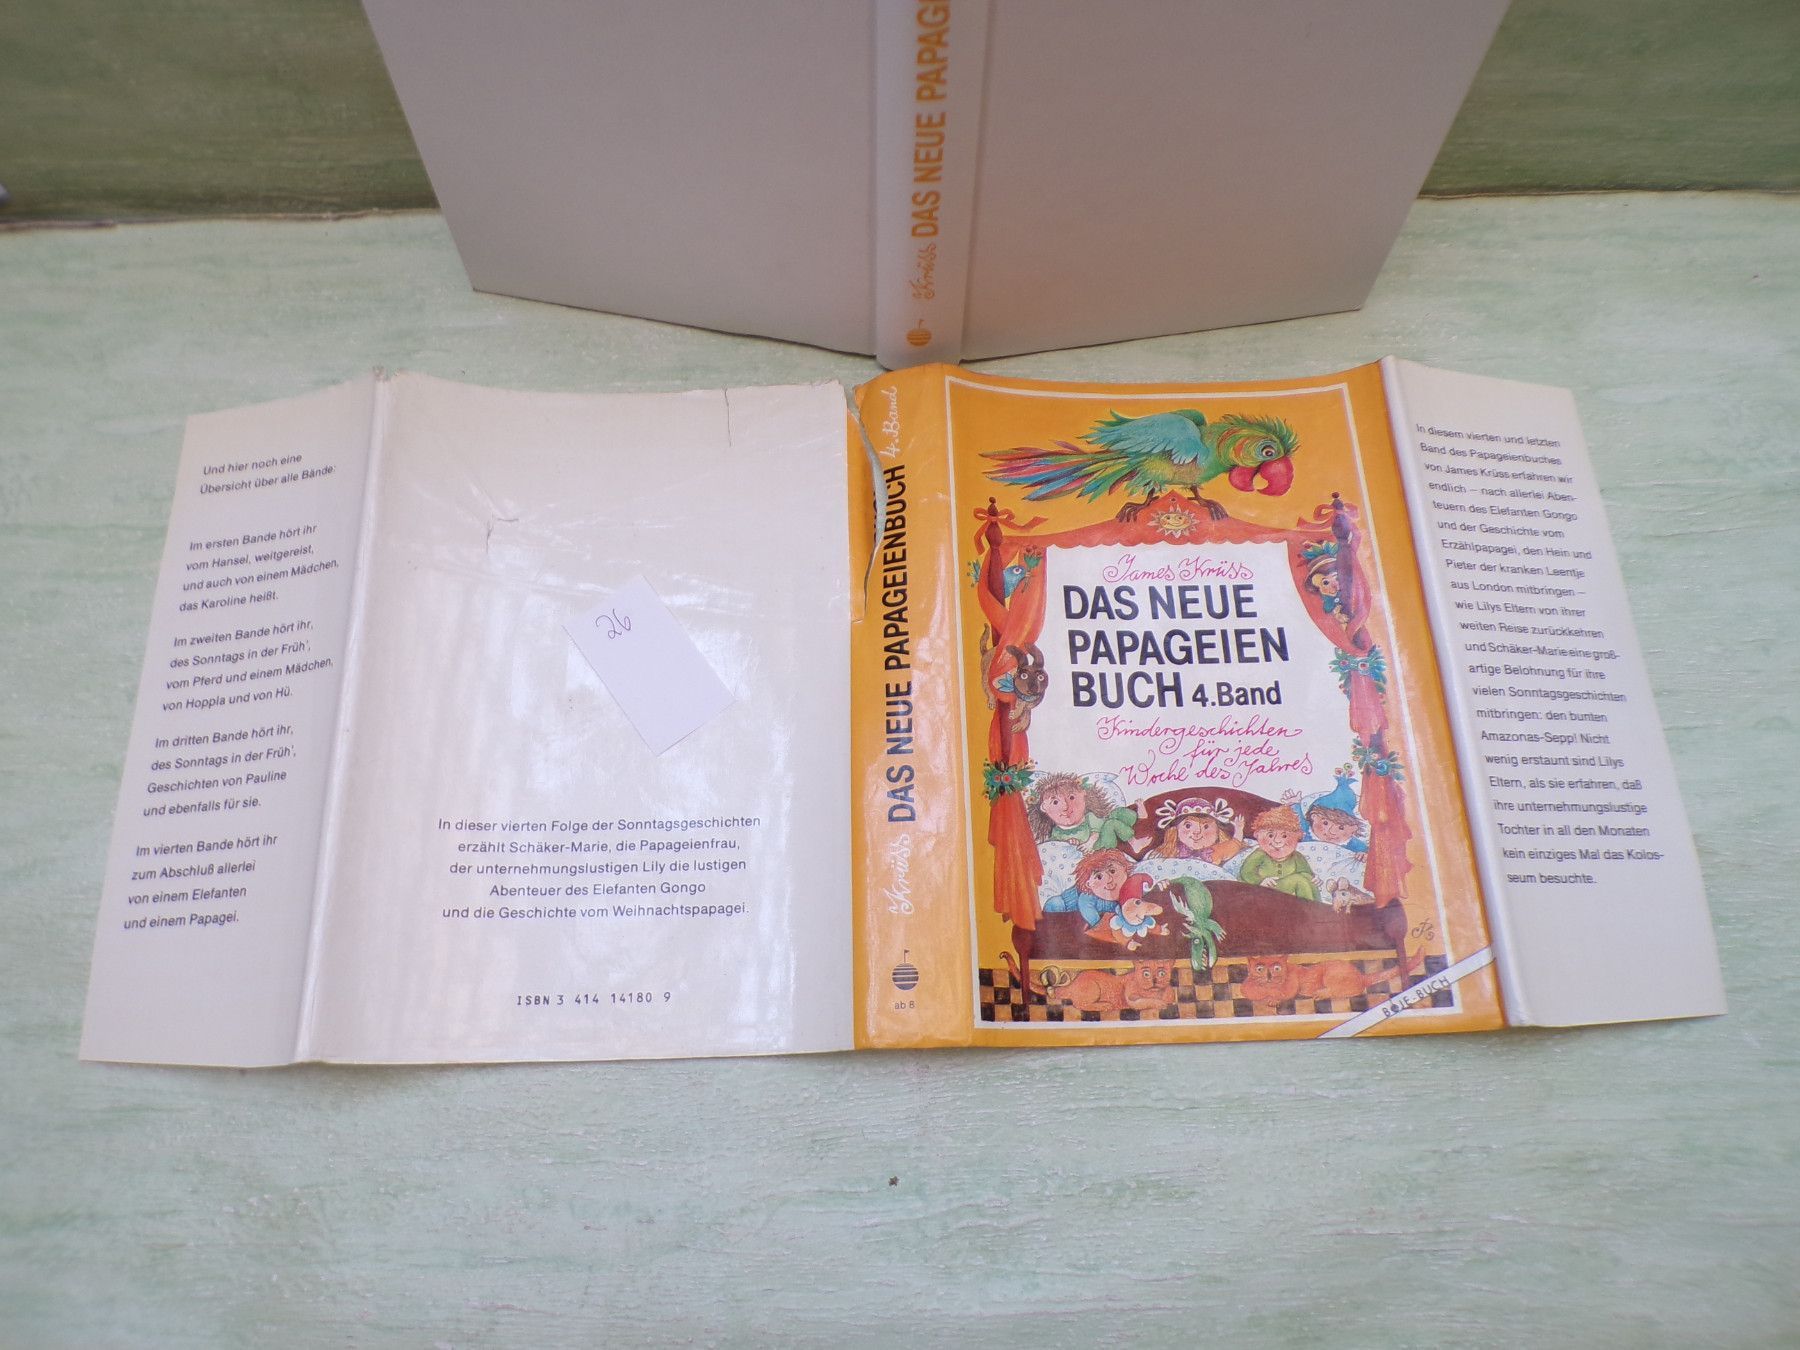 Krüss DAS NEUE PAPAGEI
Und hier noch eine
Übersicht über alle Bände:
Im ersten Bande hört ihr
vom Hansel, weitgereist,
und auch von einem Mädchen,
das Karoline heißt.
Im zweiten Bande hört ihr,
des Sonntags in der Früh',
vom Pferd und einem Mädchen,
von Hoppla und von Hü.
Im dritten Bande hört ihr,
des Sonntags in der Früh',
Geschichten von Pauline
und ebenfalls für sie.
Im vierten Bande hört ihr
zum Abschluß allerlei
von einem Elefanten
und einem Papagei.
26
In dieser vierten Folge der Sonntagsgeschichten
erzählt Schäker-Marie, die Papageienfrau,
der unternehmungslustigen Lily die lustigen
Abenteuer des Elefanten Gongo
und die Geschichte vom Weihnachtspapagei.
ISBN 3 414 14180 9
Krüss DAS NEUE PAPAGEIENBUCH 4. Band
ab 8
James Krüss
DAS NEUE
PAPAGEIEN
BUCH 4. Band
Kindergeschichten
für jede
Woche des Jahres
BOJE-BUCH
In diesem vierten und letzten
Band des Papageienbuches
von James Krüss erfahren wir
endlich – nach allerlei Aben-
teuern des Elefanten Gongo
und der Geschichte vom
Erzählpapagei, den Hein und
Pieter der kranken Leentje
aus London mitbringen –
wie Lilys Eltern von ihrer
weiten Reise zurückkehren
und Schäker-Marie eine groß-
artige Belohnung für ihre
vielen Sonntagsgeschichten
mitbringen: den bunten
Amazonas-Sepp! Nicht
wenig erstaunt sind Lilys
Eltern, als sie erfahren, daß
ihre unternehmungslustige
Tochter in all den Monaten
kein einziges Mal das Kolos-
seum besuchte.